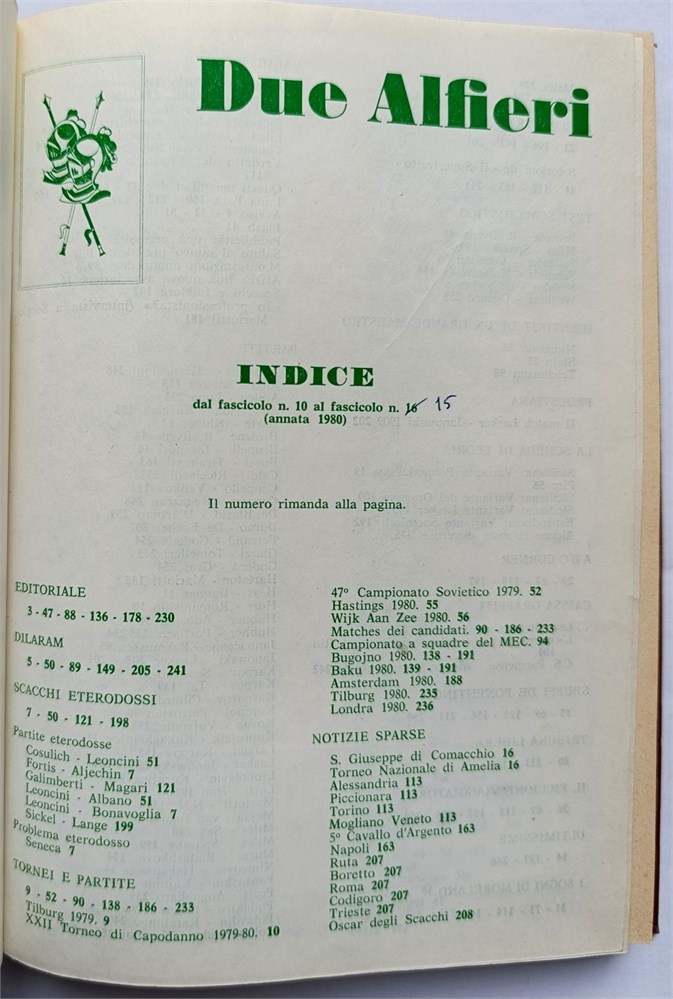 Due Alfieri
INDICE
dal fascicolo n. 10 al fascicolo n. 16 15
(annata 1980)
Il numero rimanda alla pagina.
EDITORIALE
3 - 47 - 88 - 136 - 178 - 230
DILARAM
5 - 50 - 89 - 149 - 205 - 241
SCACCHI ETERODOSSI
7 - 50 - 121 - 198
Partite eterodosse
Cosulich - Leoncini 51
Fortis - Aljechin 7
Galimberti - Magari 121
Leoncini - Albano 51
Leoncini - Bonavoglia 7
Sickel - Lange 199
Problema eterodosso
Seneca 7
TORNEI E PARTITE
9 - 52 - 90 - 138 - 186 - 233
Tilburg 1979. 9
XXII Torneo di Capodanno 1979-80. 10
47º Campionato Sovietico 1979. 52
Hastings 1980. 55
Wijk Aan Zee 1980. 56
Matches dei candidati. 90 - 186 - 233
Campionato a squadre del MEC. 94
Bugojno 1980. 138 - 191
Baku 1980. 139 - 191
Amsterdam 1980. 188
Tilburg 1980. 235
Londra 1980. 236
NOTIZIE SPARSE
S. Giuseppe di Comacchio 16
Torneo Nazionale di Amelia 16
Alessandria 113
Piccionara 113
Torino 113
Mogliano Veneto 113
5º Cavallo d'Argento 163
Napoli 163
Ruta 207
Boretto 207
Roma 207
Codigoro 207
Trieste 207
Oscar degli Scacchi 208